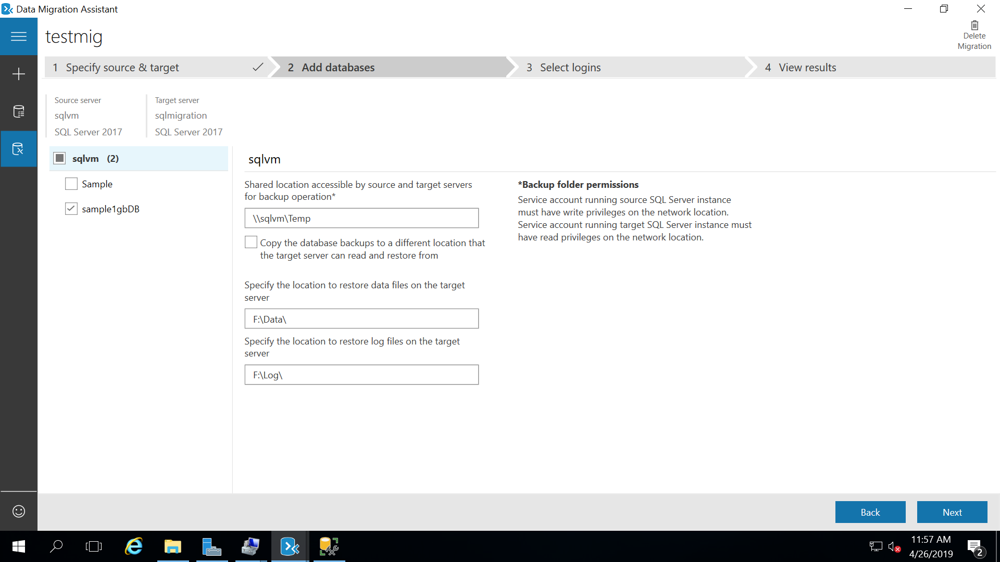 Data Migration Assistant
testmig
Delete
Migration
1 Specify source & target
2 Add databases
3 Select logins
4 View results
Source server
sqlvm
SQL Server 2017
Target server
sqlmigration
SQL Server 2017
sqlvm (2)
Sample
sample1gbDB
sqlvm
Shared location accessible by source and target servers
for backup operation*
\\sqlvm\Temp
Copy the database backups to a different location that
the target server can read and restore from
Specify the location to restore data files on the target
server
F:\Data\
Specify the location to restore log files on the target
server
F:\Log\
*Backup folder permissions
Service account running source SQL Server instance
must have write privileges on the network location.
Service account running target SQL Server instance must
have read privileges on the network location.
Back
Next
11:57 AM
4/26/2019
2